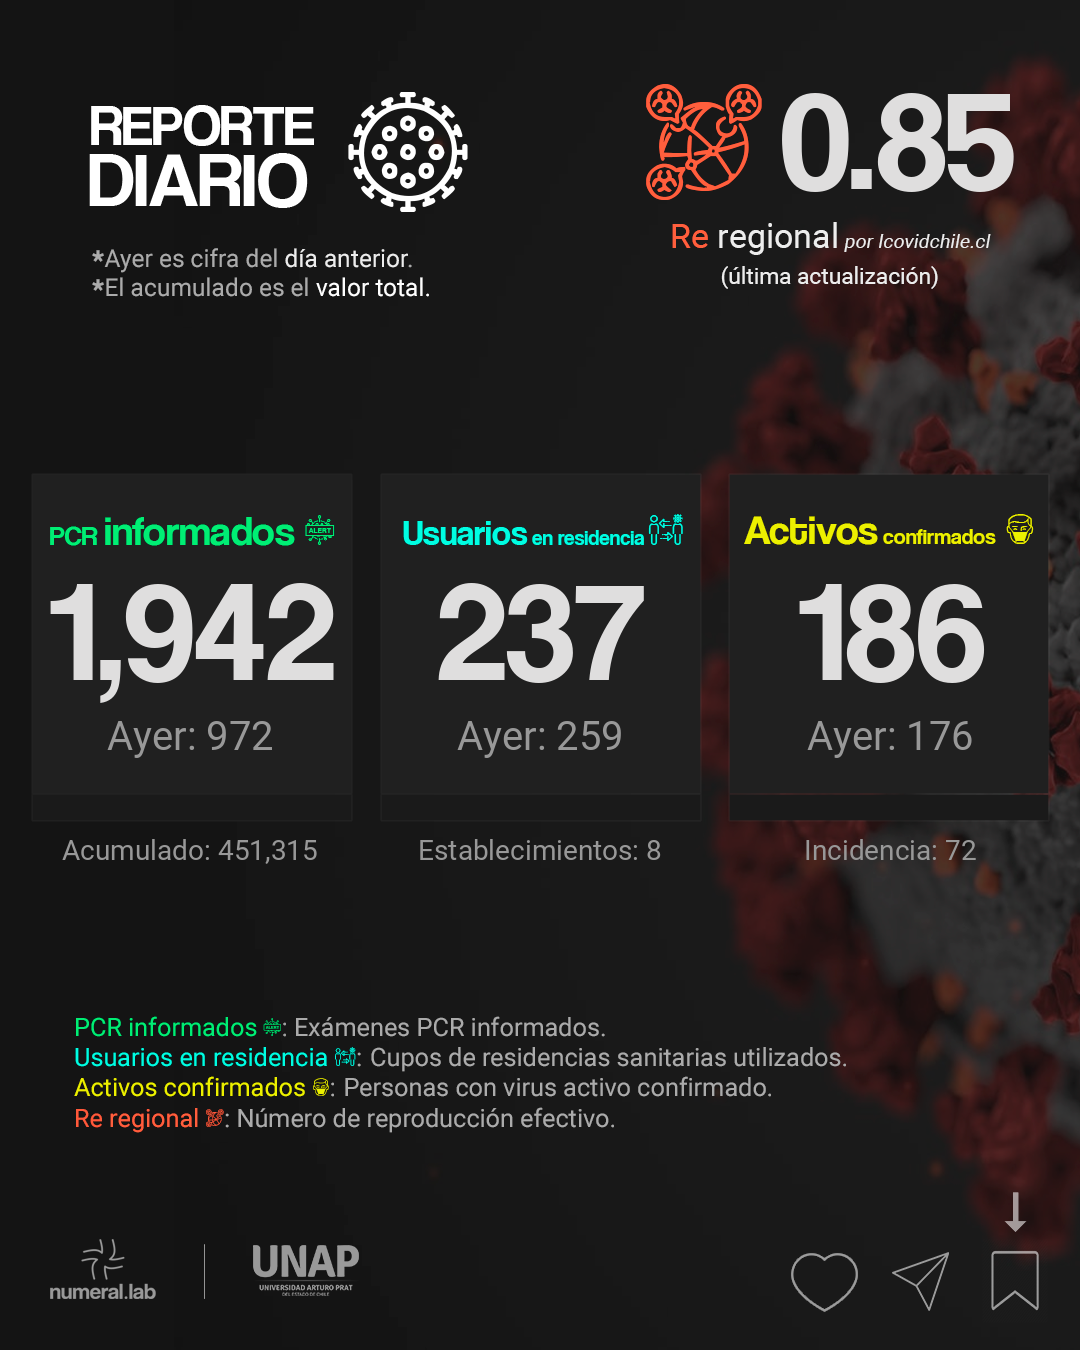 REPORTE
DIARIO
*Ayer es cifra del día anterior.
*El acumulado es el valor total.
0.85
Re regional por Icovidchile.cl
(última actualización)
PCR informados
ALERT
1,942
Ayer: 972
Acumulado: 451,315
Usuarios en residencia
237
Ayer: 259
Establecimientos: 8
Activos confirmados
186
Ayer: 176
Incidencia: 72
PCR informados : Exámenes PCR informados.
Usuarios en residencia : Cupos de residencias sanitarias utilizados.
Activos confirmados : Personas con virus activo confirmado.
Re regional : Número de reproducción efectivo.
numeral.lab
UNAP
UNIVERSIDAD ARTURO PRAT
DEL ESTADO DE CHILE